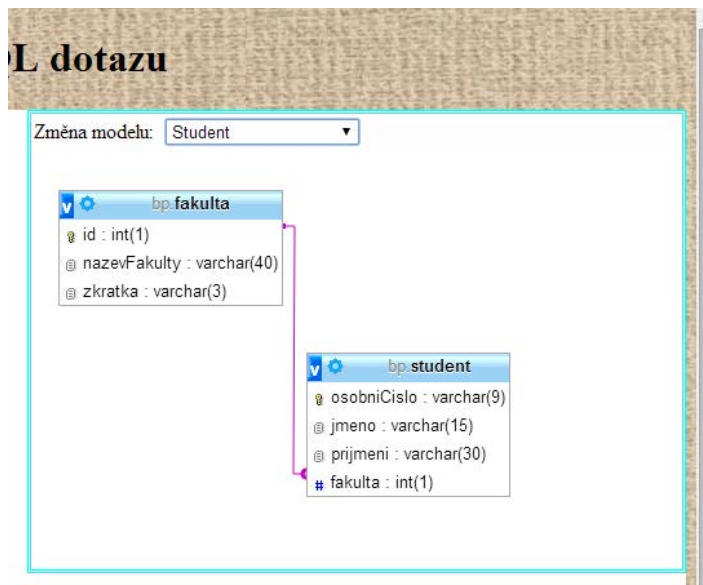 L dotazu
Změna modelu: Student
v bp.fakulta
id : int(1)
nazevFakulty : varchar(40)
zkratka : varchar(3)
v bp.student
osobniCislo : varchar(9)
jmeno : varchar(15)
prijmeni : varchar(30)
# fakulta : int(1)